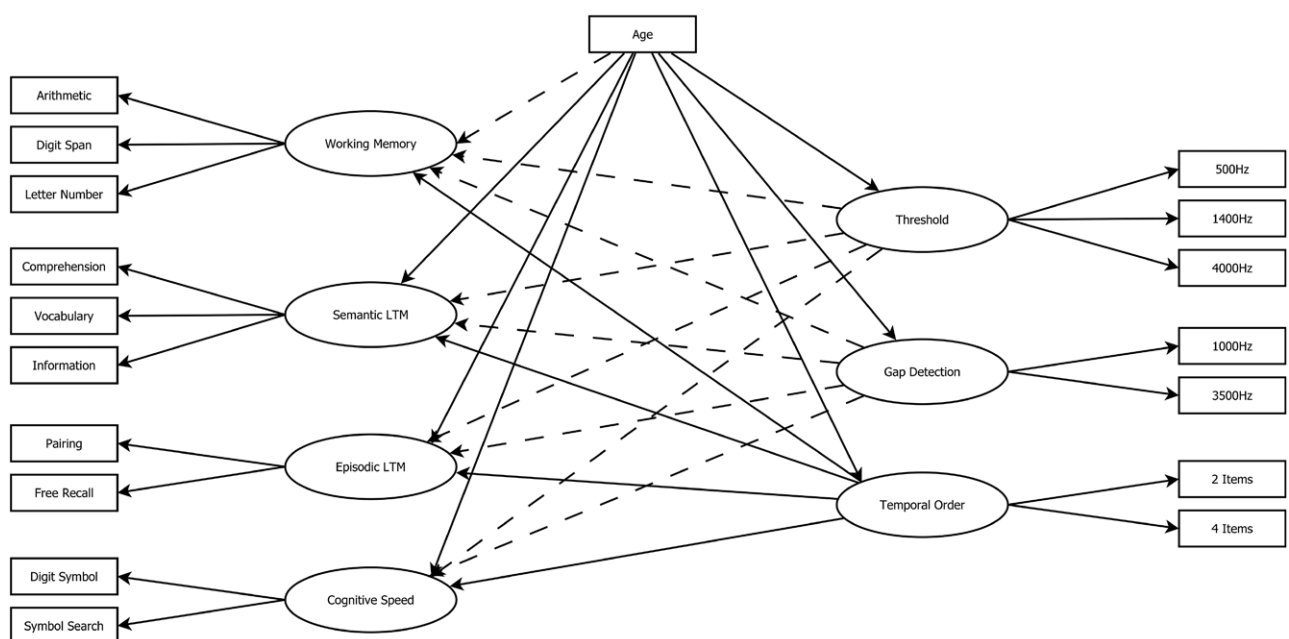 Age
Arithmetic
Digit Span
Letter Number
Working Memory
Comprehension
Vocabulary
Information
Semantic LTM
Pairing
Free Recall
Episodic LTM
Digit Symbol
Symbol Search
Cognitive Speed
Threshold
500Hz
1400Hz
4000Hz
Gap Detection
1000Hz
3500Hz
Temporal Order
2 Items
4 Items